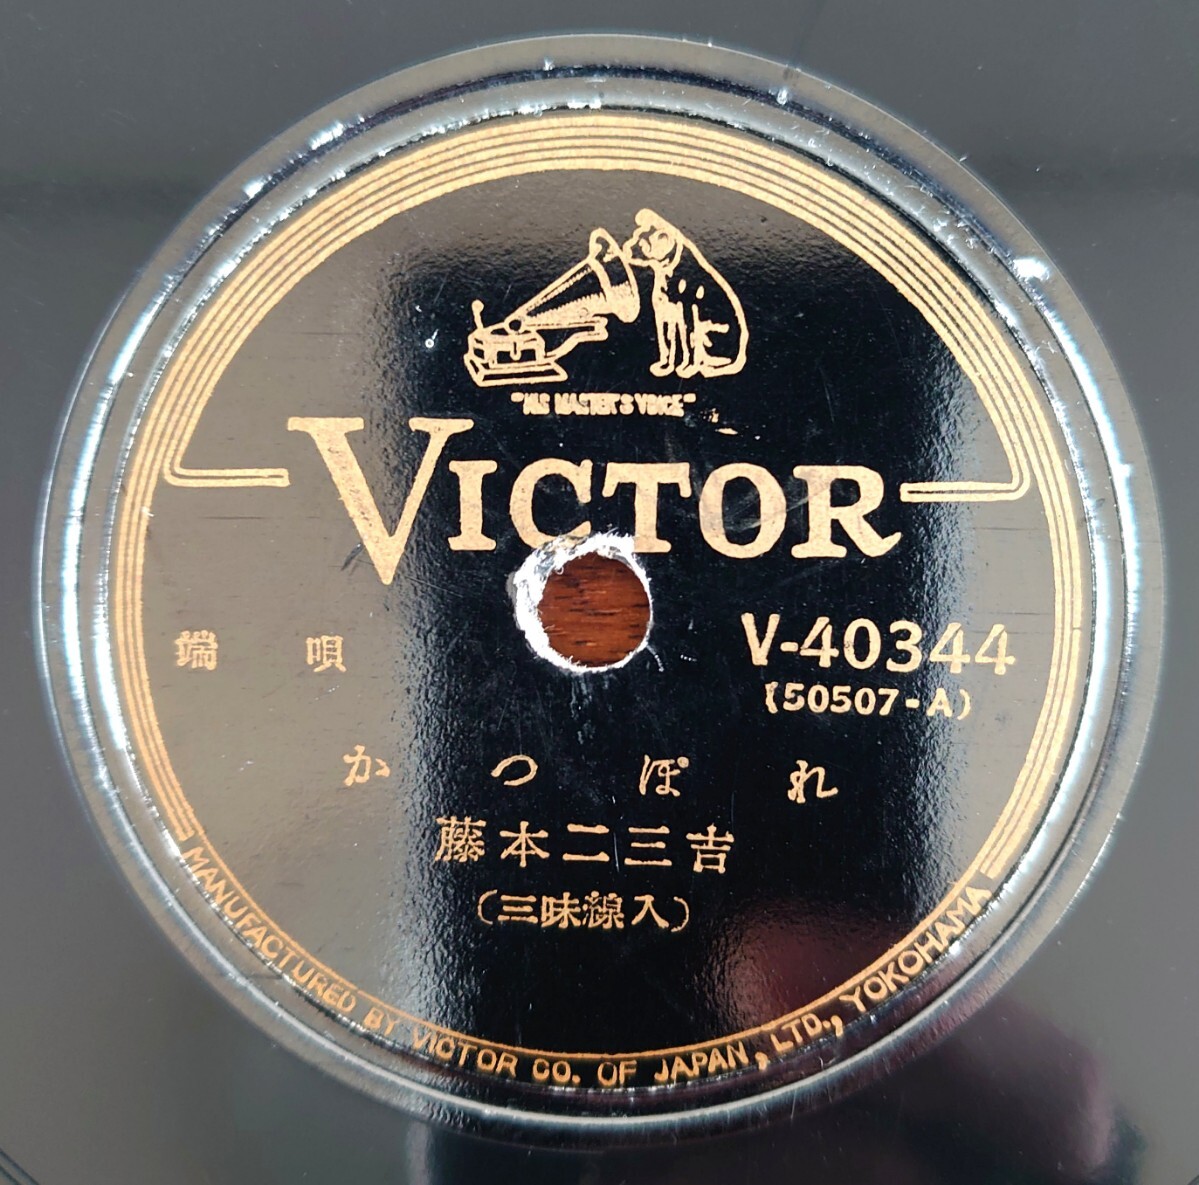 "HIS MASTER'S VOICE"
VICTOR
V-40344
(50507-A)
端唄
かつぽれ
藤本二三吉
(三味線入)
MANUFACTURED BY VICTOR CO. OF JAPAN, LTD., YOKOHAMA